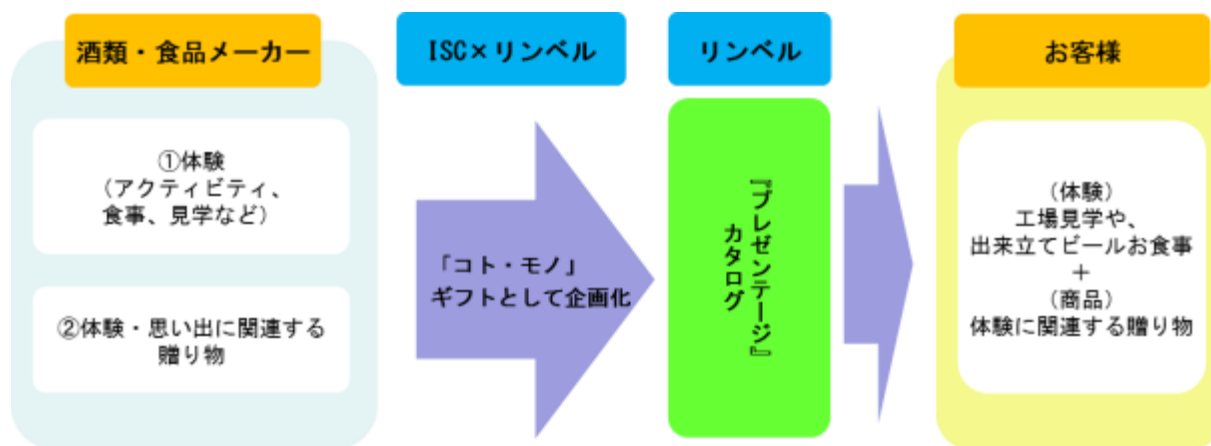 酒類・食品メーカー
①体験
(アクティビティ、
食事、見学など)
②体験・思い出に関連する
贈り物
ISC×リンベル
「コト・モノ」
ギフトとして企画化
リンベル
『プレゼンテージ』
カタログ
お客様
(体験)
工場見学や、
出来立てビールお食事
+
(商品)
体験に関連する贈り物